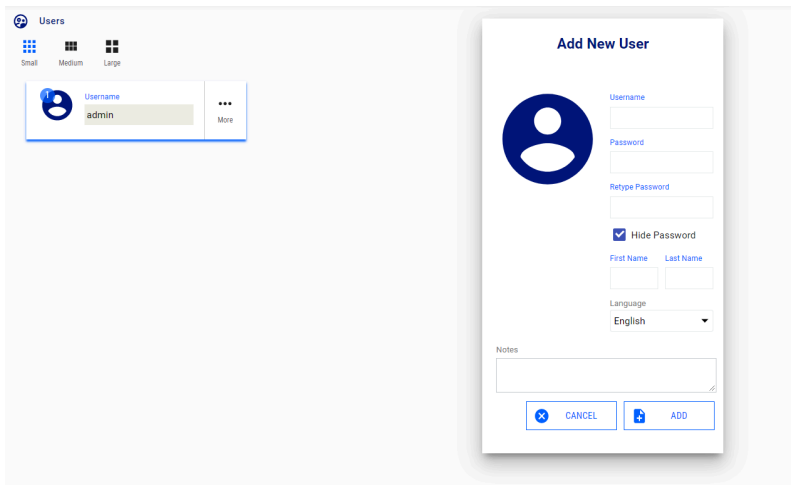 Users
Small Medium Large
1
Username
admin
More
Add New User
Username
Password
Retype Password
Hide Password
First Name Last Name
Language
English
Notes
CANCEL ADD